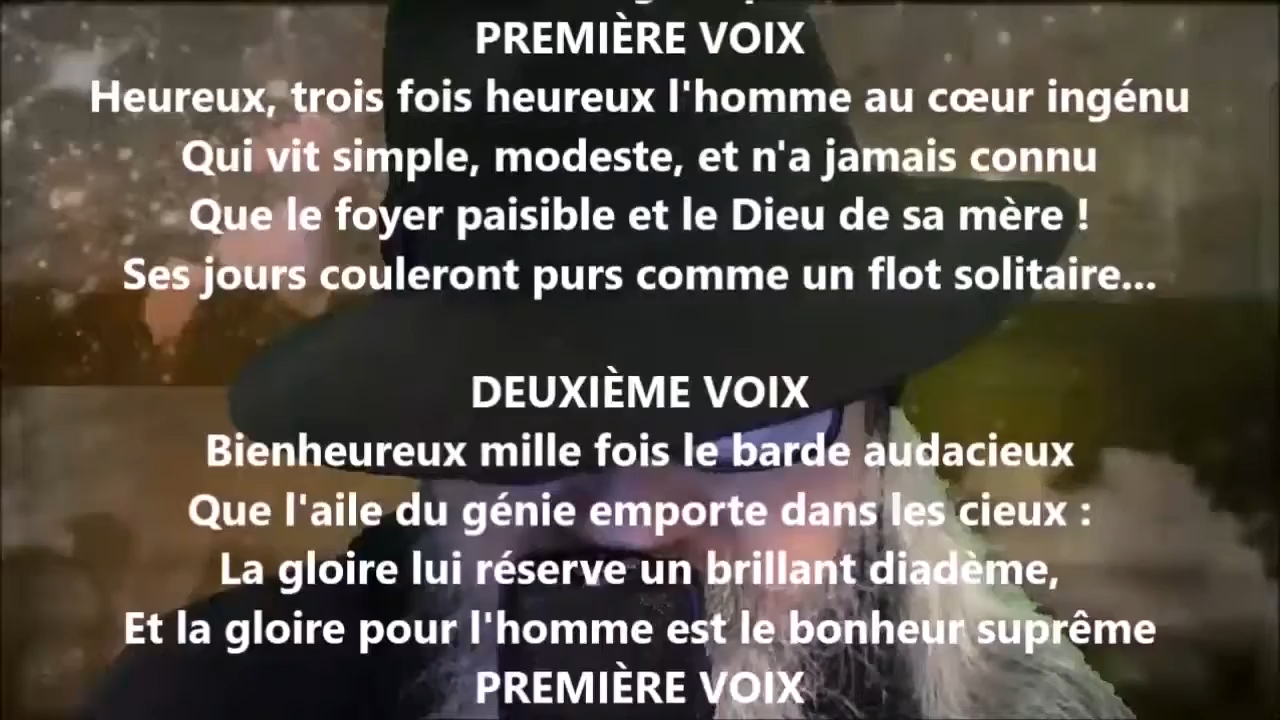 PREMIÈRE VOIX
Heureux, trois fois heureux l'homme au cœur ingénu
Qui vit simple, modeste, et n'a jamais connu
Que le foyer paisible et le Dieu de sa mère !
Ses jours couleront purs comme un flot solitaire...
DEUXIÈME VOIX
Bienheureux mille fois le barde audacieux
Que l'aile du génie emporte dans les cieux :
La gloire lui réserve un brillant diadème,
Et la gloire pour l'homme est le bonheur suprême
PREMIÈRE VOIX